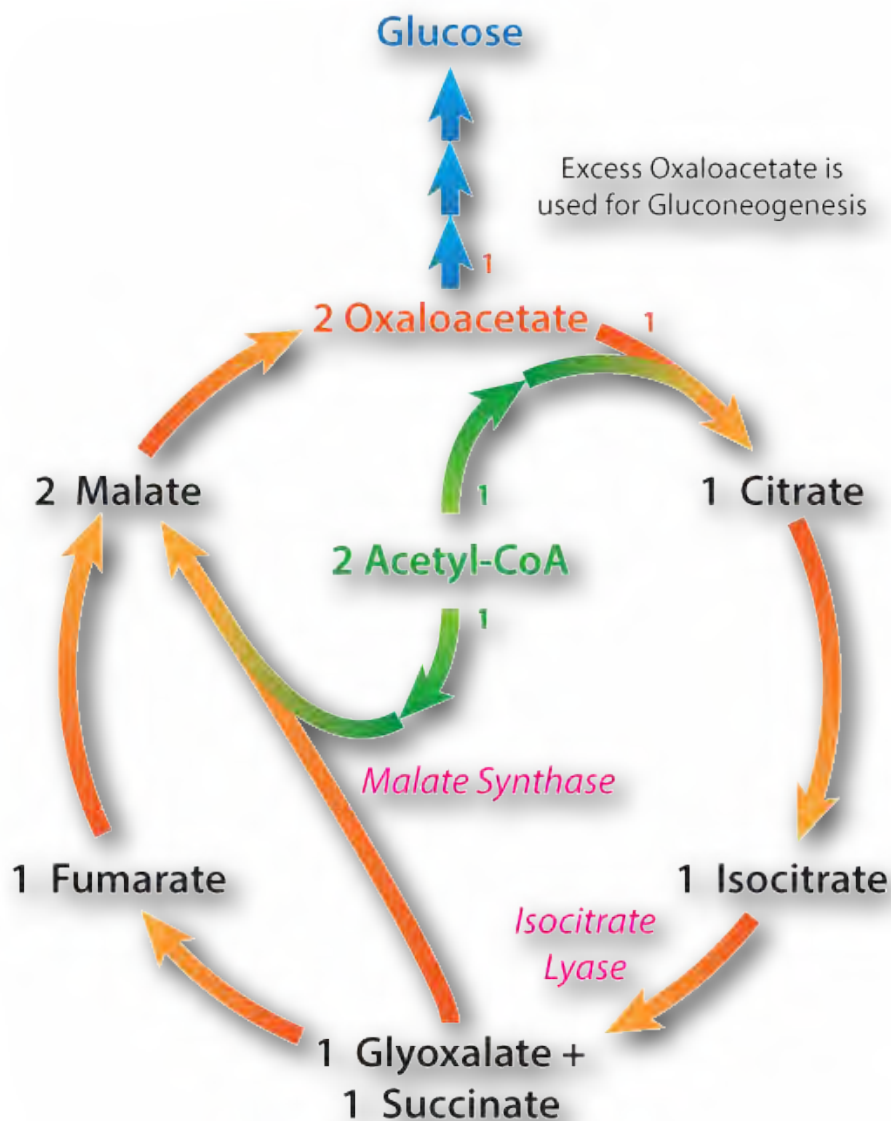 Glucose
Excess Oxaloacetate is
used for Gluconeogenesis
1
2 Oxaloacetate
1
2 Malate
1
1 Citrate
2 Acetyl-CoA
1
Malate Synthase
1 Fumarate
1 Isocitrate
Isocitrate
Lyase
1 Glyoxalate +
1 Succinate